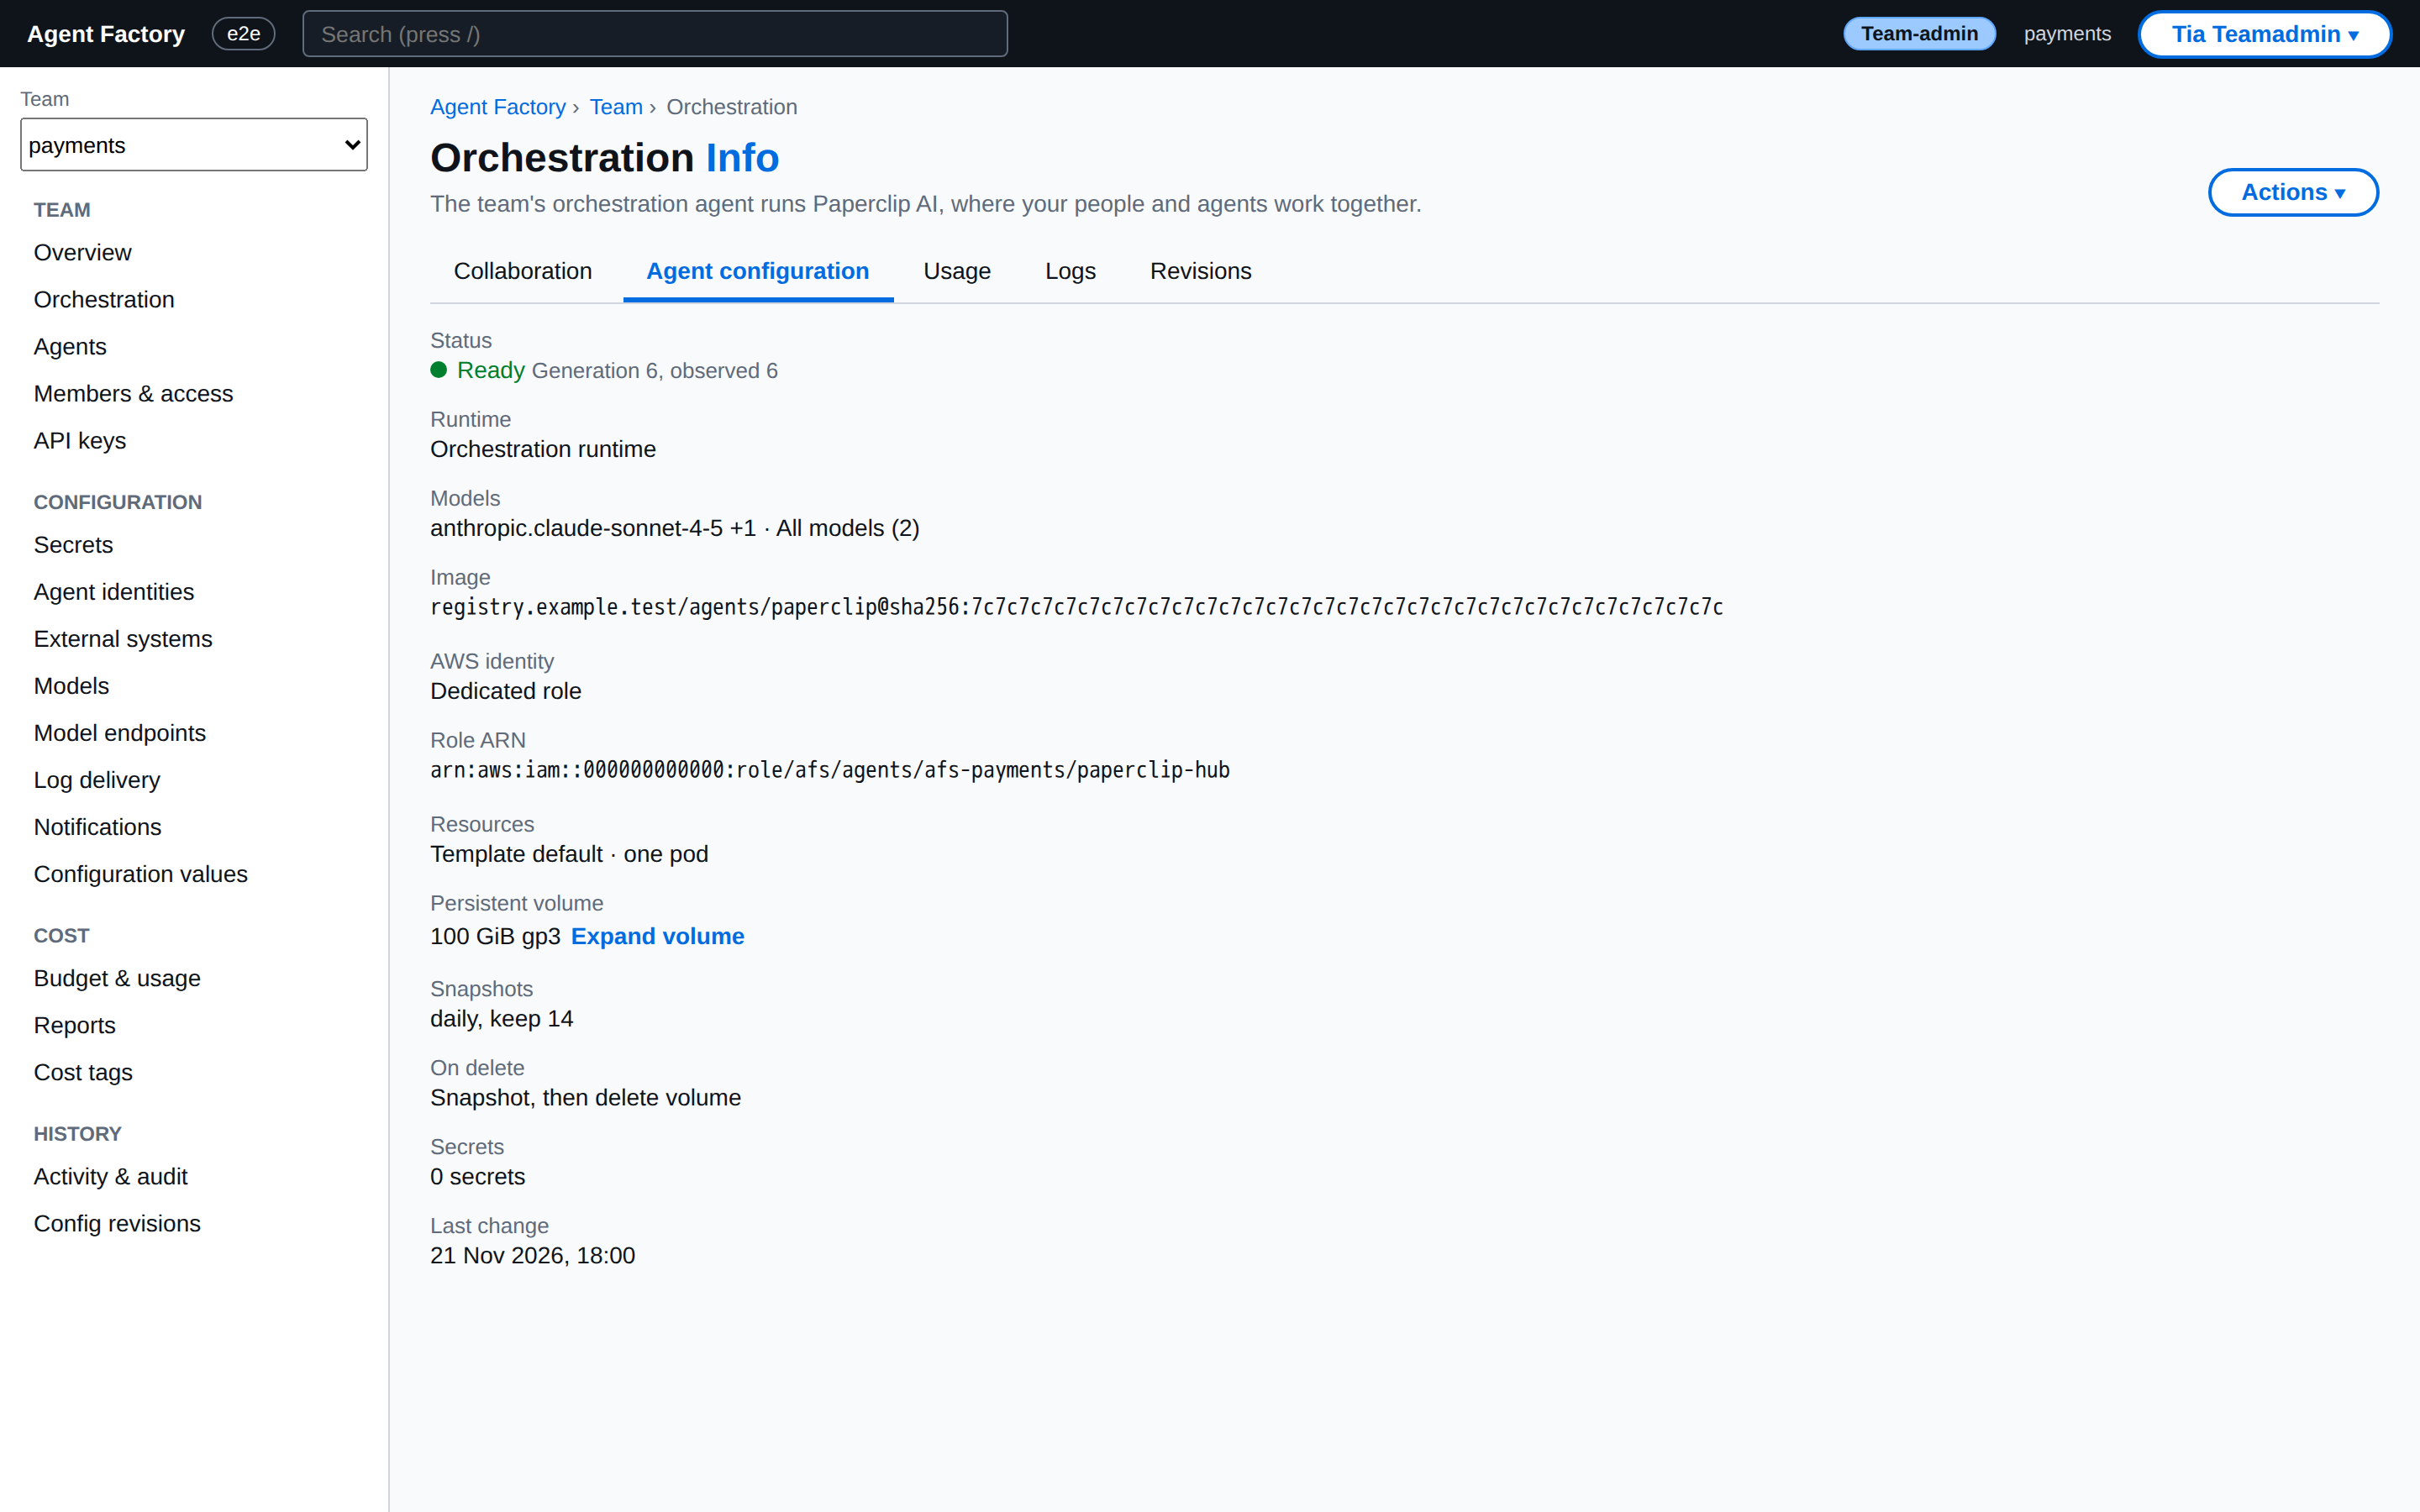 Agent Factory e2e Search (press /) Team-admin payments Tia Teamadmin ▾
Team
payments
TEAM
Overview
Orchestration
Agents
Members & access
API keys
CONFIGURATION
Secrets
Agent identities
External systems
Models
Model endpoints
Log delivery
Notifications
Configuration values
COST
Budget & usage
Reports
Cost tags
HISTORY
Activity & audit
Config revisions
Agent Factory › Team › Orchestration
Orchestration Info
The team's orchestration agent runs Paperclip AI, where your people and agents work together.
Actions ▾
Collaboration Agent configuration Usage Logs Revisions
Status
Ready Generation 6, observed 6
Runtime
Orchestration runtime
Models
anthropic.claude-sonnet-4-5 +1 · All models (2)
Image
registry.example.test/agents/paperclip@sha256:7c7c7c7c7c7c7c7c7c7c7c7c7c7c7c7c7c7c7c7c7c7c7c7c7c7c7c7c7c7c7c7c
AWS identity
Dedicated role
Role ARN
arn:aws:iam::000000000000:role/afs/agents/afs-payments/paperclip-hub
Resources
Template default · one pod
Persistent volume
100 GiB gp3 Expand volume
Snapshots
daily, keep 14
On delete
Snapshot, then delete volume
Secrets
0 secrets
Last change
21 Nov 2026, 18:00